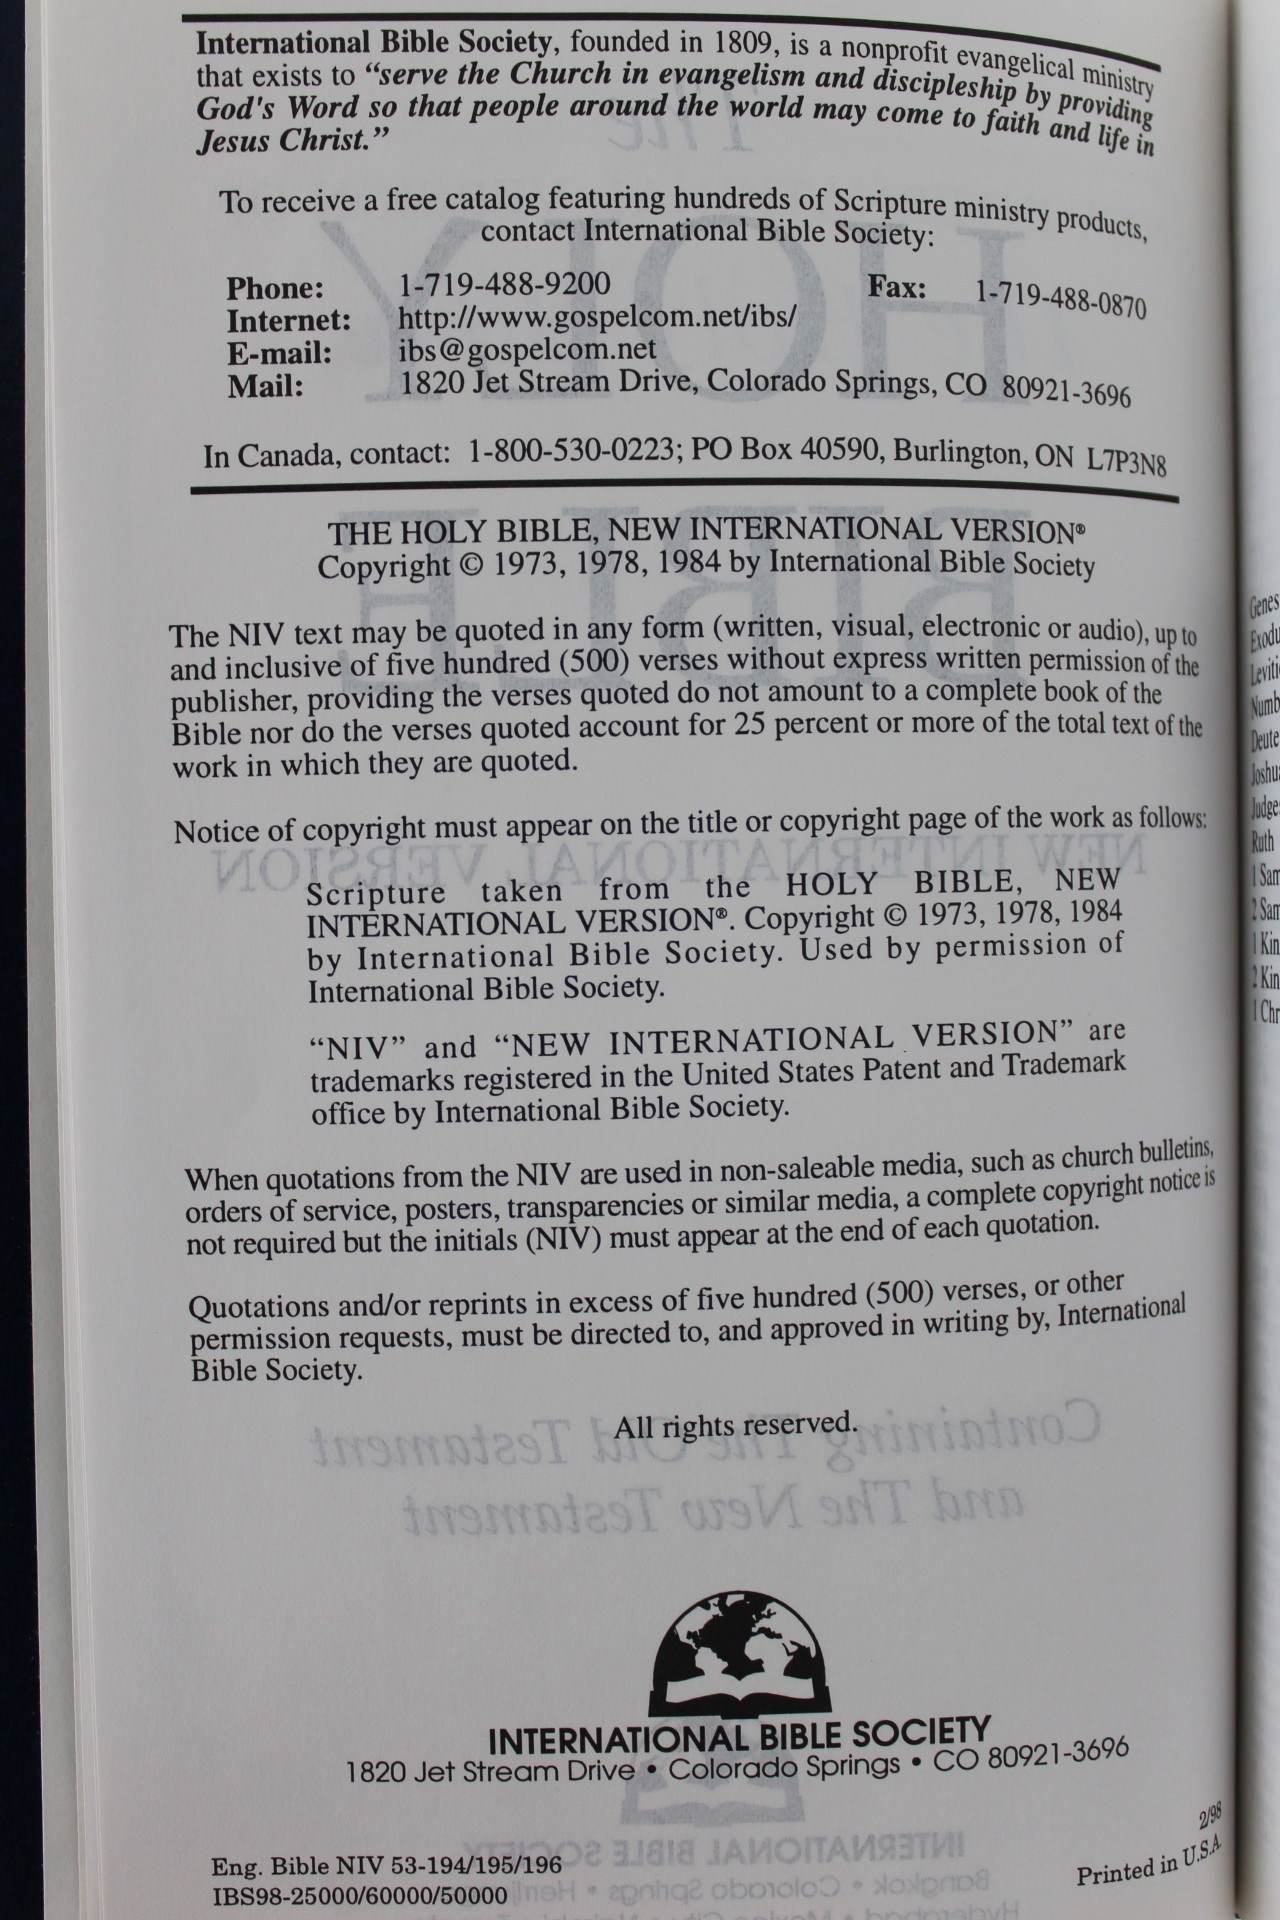 International Bible Society, founded in 1809, is a nonprofit evangelical ministry
that exists to “serve the Church in evangelism and discipleship by providing
God's Word so that people around the world may come to faith and life in
Jesus Christ.”
To receive a free catalog featuring hundreds of Scripture ministry products,
contact International Bible Society:
Phone: 1-719-488-9200 Fax: 1-719-488-0870
Internet: http://www.gospelcom.net/ibs/
E-mail: ibs@gospelcom.net
Mail: 1820 Jet Stream Drive, Colorado Springs, CO 80921-3696
In Canada, contact: 1-800-530-0223; PO Box 40590, Burlington, ON L7P3N8
THE HOLY BIBLE, NEW INTERNATIONAL VERSION®
Copyright © 1973, 1978, 1984 by International Bible Society
The NIV text may be quoted in any form (written, visual, electronic or audio), up to
and inclusive of five hundred (500) verses without express written permission of the
publisher, providing the verses quoted do not amount to a complete book of the
Bible nor do the verses quoted account for 25 percent or more of the total text of the
work in which they are quoted.
Notice of copyright must appear on the title or copyright page of the work as follows:
Scripture taken from the HOLY BIBLE, NEW
INTERNATIONAL VERSION®. Copyright © 1973, 1978, 1984
by International Bible Society. Used by permission of
International Bible Society.
“NIV” and “NEW INTERNATIONAL VERSION” are
trademarks registered in the United States Patent and Trademark
office by International Bible Society.
When quotations from the NIV are used in non-saleable media, such as church bulletins,
orders of service, posters, transparencies or similar media, a complete copyright notice is
not required but the initials (NIV) must appear at the end of each quotation.
Quotations and/or reprints in excess of five hundred (500) verses, or other
permission requests, must be directed to, and approved in writing by, International
Bible Society.
All rights reserved.
INTERNATIONAL BIBLE SOCIETY
1820 Jet Stream Drive • Colorado Springs • CO 80921-3696
Eng. Bible NIV 53-194/195/196
IBS98-25000/60000/50000
2/98
Printed in U.S.A.
Genes
Exodu
Leviti
Numb
Deute
Joshu
Judge
Ruth
1 Sam
2 Sam
1 Kin
2 Kin
1 Chr